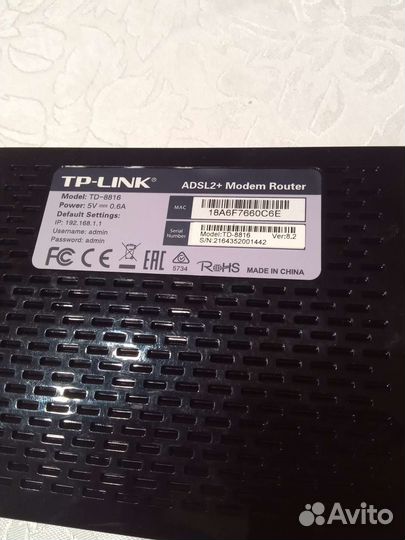 TP-LINK®
ADSL2+ Modem Router
Model: TD-8816
Power: 5V⎓0.6A
Default Settings:
IP: 192.168.1.1
Username: admin
Password: admin
MAC
18A6F7660C6E
Serial Number
Model:TD-8816 Ver:8.2
S/N:2164352001442
FC CE EAC 5734 RoHS MADE IN CHINA
Avito